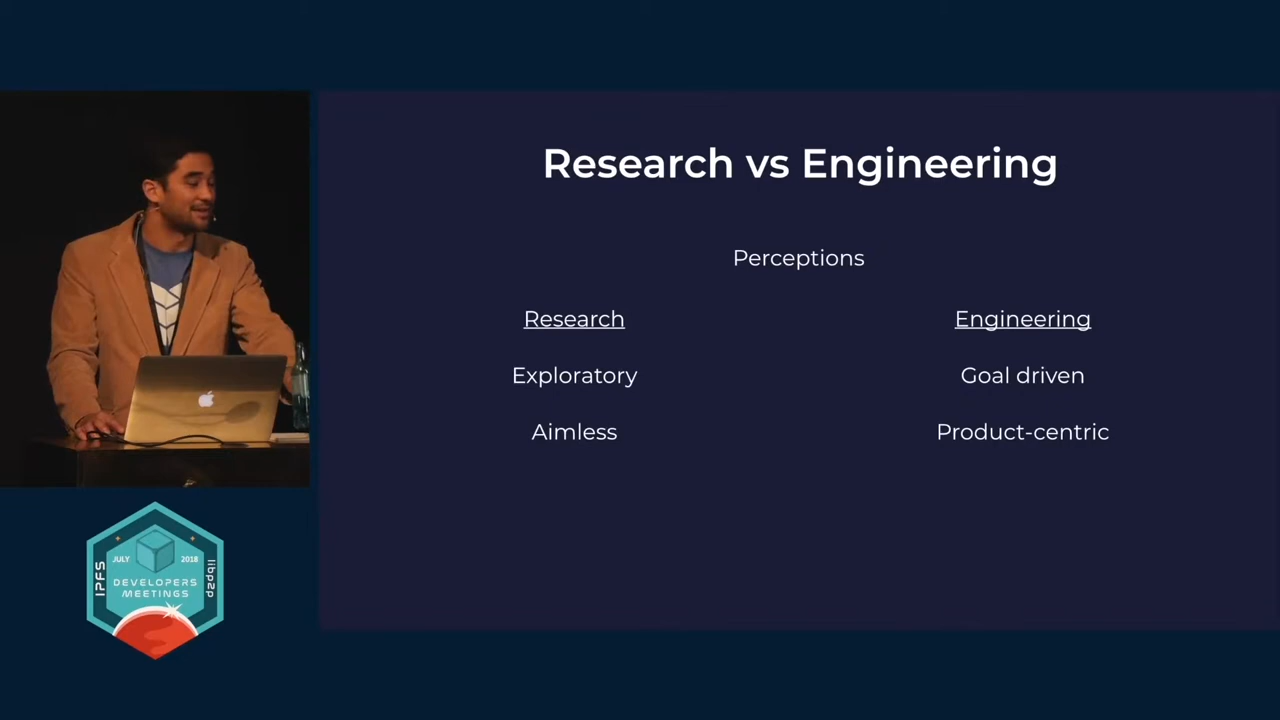 Research vs Engineering
Perceptions
Research
Engineering
Exploratory
Goal driven
Aimless
Product-centric
JULY
2018
IPFS
libp2p
DEVELOPERS
MEETINGS